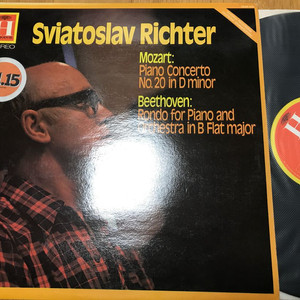 Sviatoslav Richter
STEREO
Mozart:
Piano Concerto
No. 20 in D minor
.15
Beethoven:
Rondo for Piano and
Orchestra in B Flat major